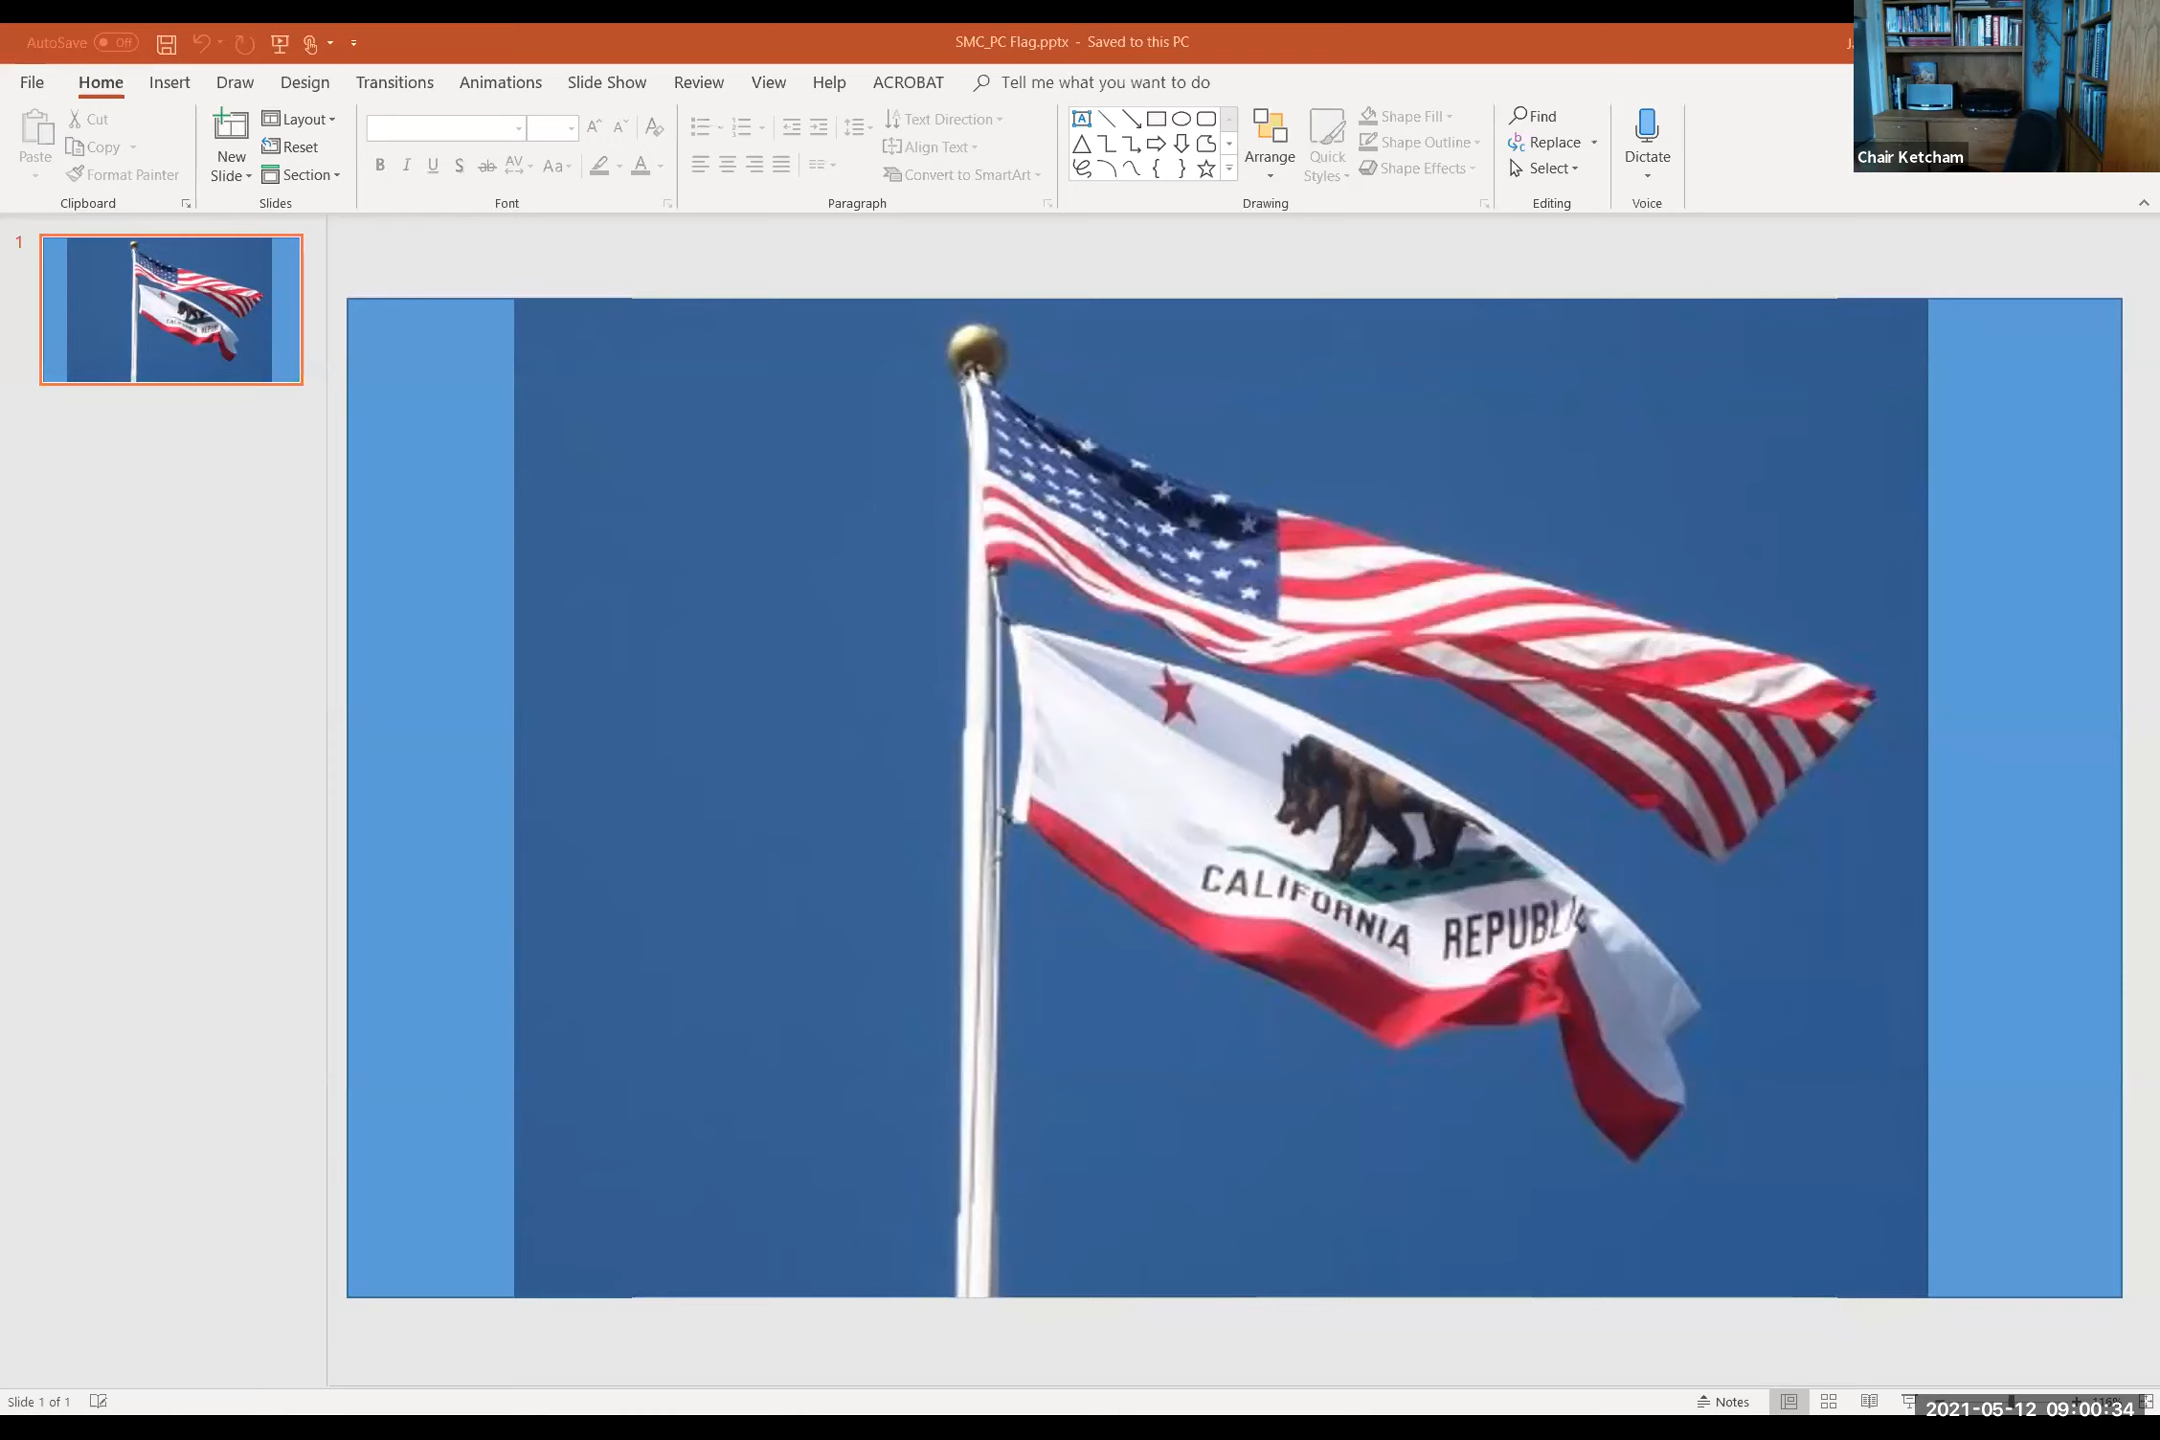 AutoSave Off
SMC_PC Flag.pptx - Saved to this PC
File Home Insert Draw Design Transitions Animations Slide Show Review View Help ACROBAT Tell me what you want to do
Paste
Cut
Copy
Format Painter
Clipboard
New Slide
Layout
Reset
Section
Slides
Font
Text Direction
Align Text
Convert to SmartArt
Paragraph
Arrange
Quick Styles
Shape Fill
Shape Outline
Shape Effects
Drawing
Find
Replace
Select
Editing
Dictate
Voice
Chair Ketcham
1
CALIFORNIA REPUBLIC
Slide 1 of 1
Notes
2021-05-12 09:00:34